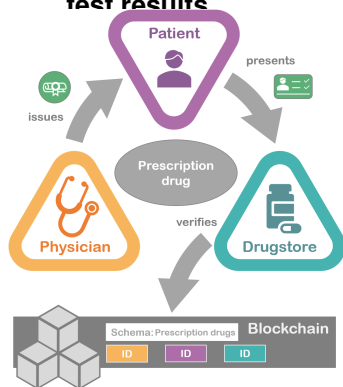 test results
Patient
presents
issues
Prescription
drug
verifies
Physician
Drugstore
Schema: Prescription drugs
Blockchain
ID
ID
ID